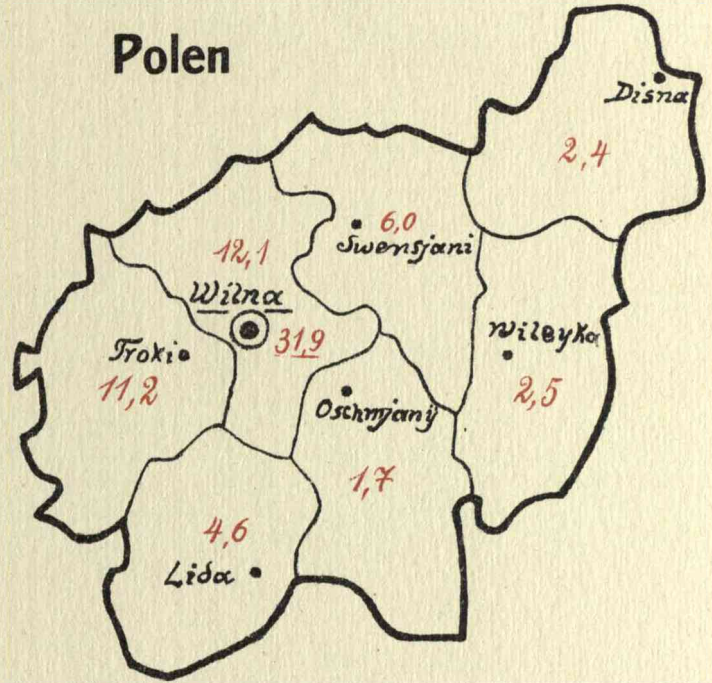 Polen
Disna
2,4
6,0
Swensjani
12,1
Wilna
31,9
Troki
11,2
Wileyka
2,5
Oschmjany
1,7
4,6
Lida